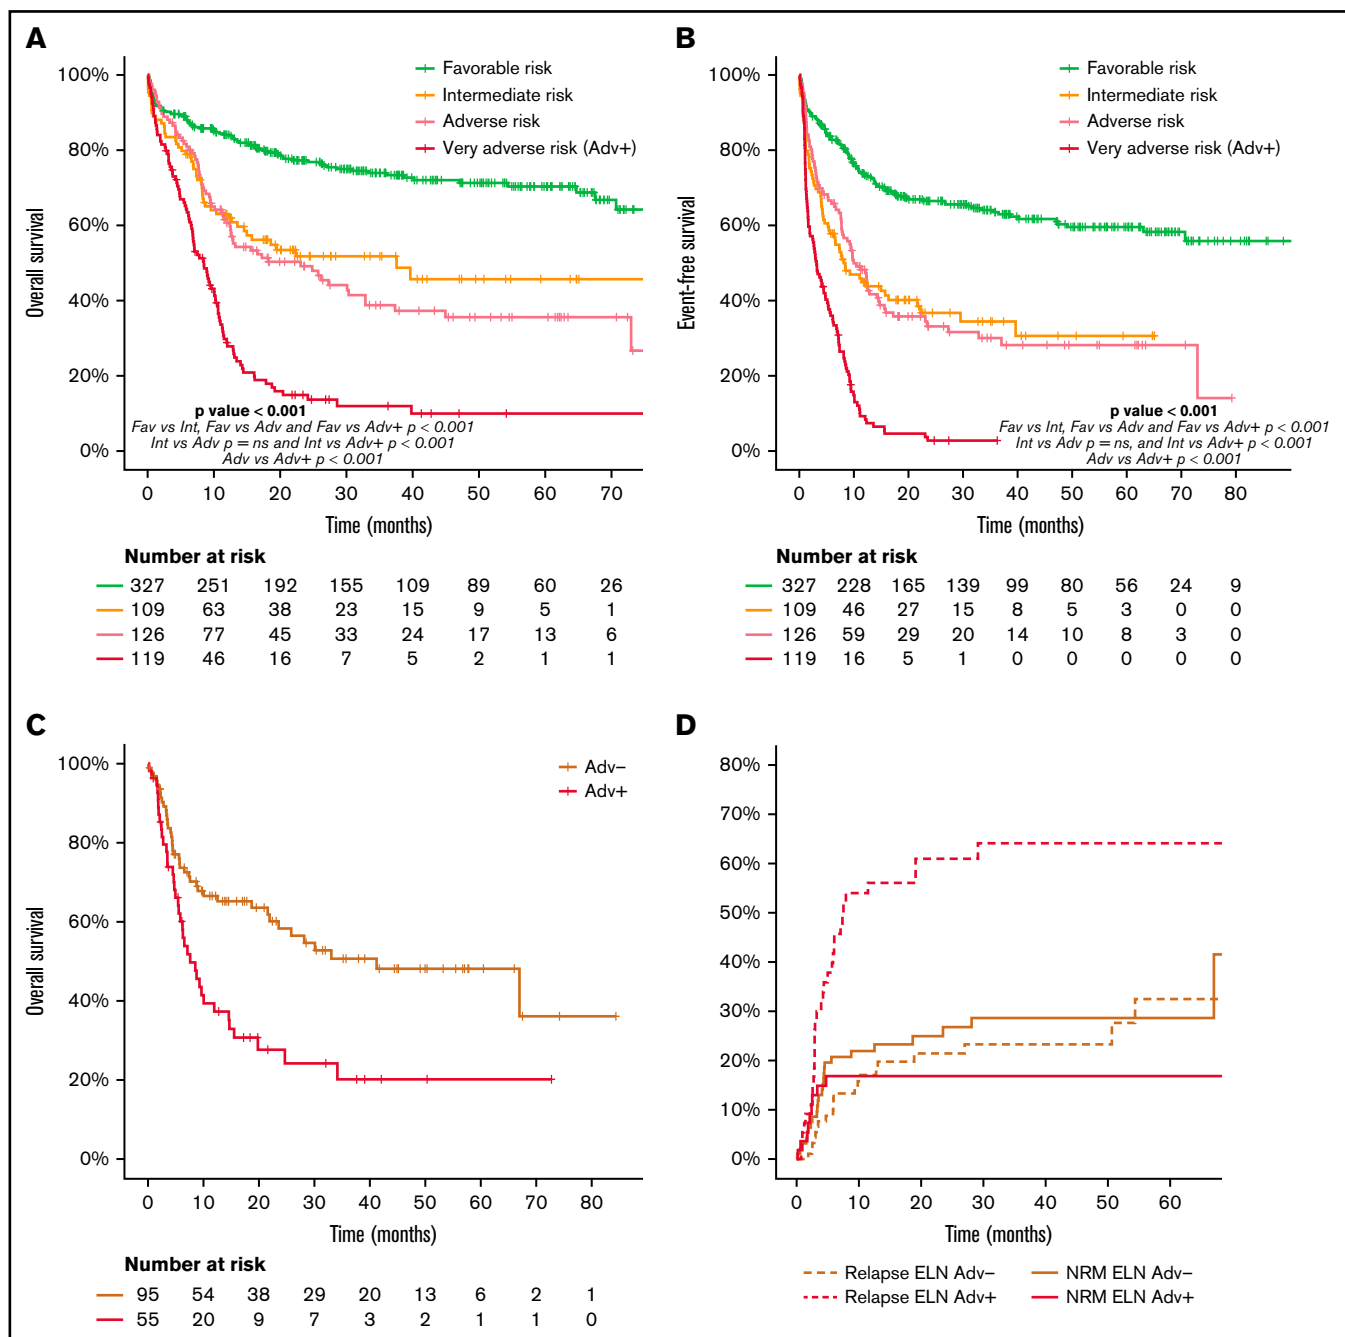 A
100%
80%
60%
40%
20%
0%
Overall survival
Favorable risk
Intermediate risk
Adverse risk
Very adverse risk (Adv+)
p value < 0.001
Fav vs Int, Fav vs Adv and Fav vs Adv+ p < 0.001
Int vs Adv p = ns and Int vs Adv+ p < 0.001
Adv vs Adv+ p < 0.001
0 10 20 30 40 50 60 70
Time (months)
Number at risk
327 251 192 155 109 89 60 26
109 63 38 23 15 9 5 1
126 77 45 33 24 17 13 6
119 46 16 7 5 2 1 1
B
100%
80%
60%
40%
20%
0%
Event-free survival
Favorable risk
Intermediate risk
Adverse risk
Very adverse risk (Adv+)
p value < 0.001
Fav vs Int, Fav vs Adv and Fav vs Adv+ p < 0.001
Int vs Adv p = ns, and Int vs Adv+ p < 0.001
Adv vs Adv+ p < 0.001
0 10 20 30 40 50 60 70 80
Time (months)
Number at risk
327 228 165 139 99 80 56 24 9
109 46 27 15 8 5 3 0 0
126 59 29 20 14 10 8 3 0
119 16 5 1 0 0 0 0 0
C
100%
80%
60%
40%
20%
0%
Overall survival
Adv−
Adv+
0 10 20 30 40 50 60 70 80
Time (months)
Number at risk
95 54 38 29 20 13 6 2 1
55 20 9 7 3 2 1 1 0
D
80%
70%
60%
50%
40%
30%
20%
10%
0%
0 10 20 30 40 50 60
Time (months)
Relapse ELN Adv− NRM ELN Adv−
Relapse ELN Adv+ NRM ELN Adv+